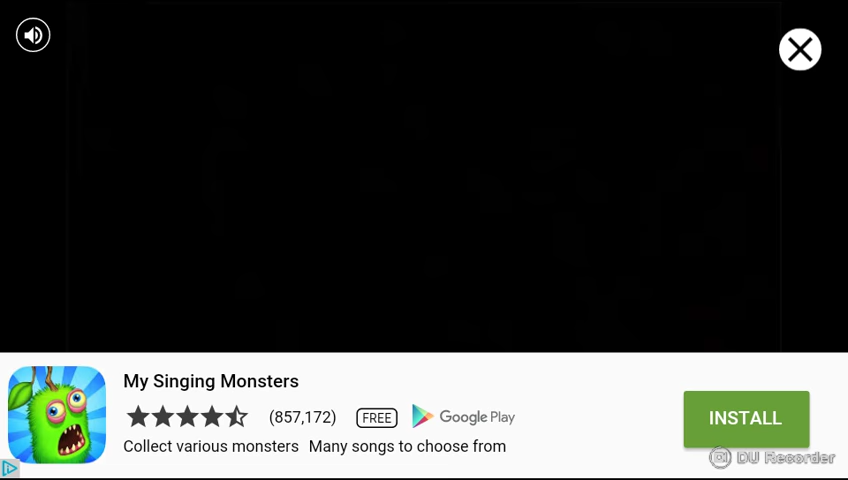 My Singing Monsters
(857,172) FREE Google Play
INSTALL
Collect various monsters Many songs to choose from
DU Recorder